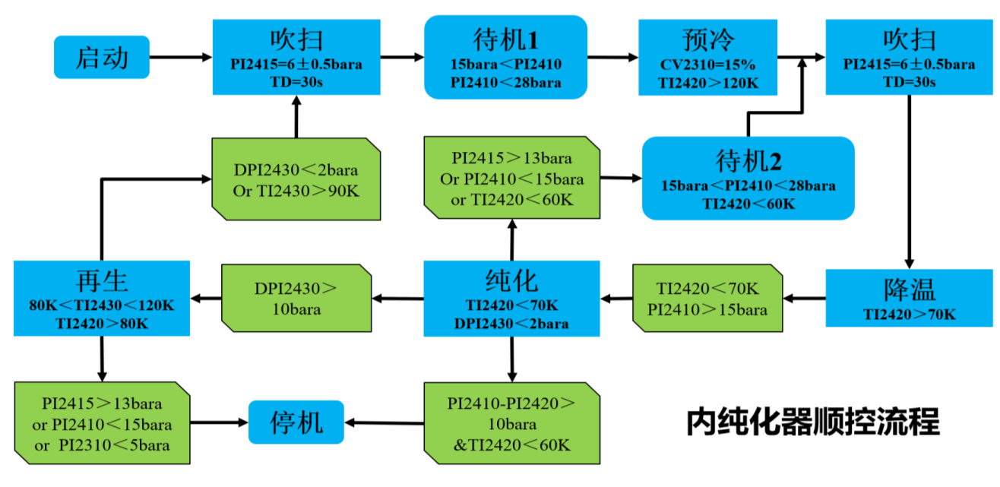 启动
吹扫
PI2415=6±0.5bara
TD=30s
待机1
15bara＜PI2410
PI2410＜28bara
预冷
CV2310=15%
TI2420＞120K
吹扫
PI2415=6±0.5bara
TD=30s
DPI2430＜2bara
Or TI2430＞90K
PI2415＞13bara
Or PI2410＜15bara
or TI2420＜60K
待机2
15bara＜PI2410＜28bara
TI2420＜60K
再生
80K＜TI2430＜120K
TI2420＞80K
DPI2430＞
10bara
纯化
TI2420＜70K
DPI2430＜2bara
TI2420＜70K
PI2410＞15bara
降温
TI2420＞70K
PI2415＞13bara
or PI2410＜15bara
or PI2310＜5bara
停机
PI2410-PI2420＞
10bara
&TI2420＜60K
内纯化器顺控流程